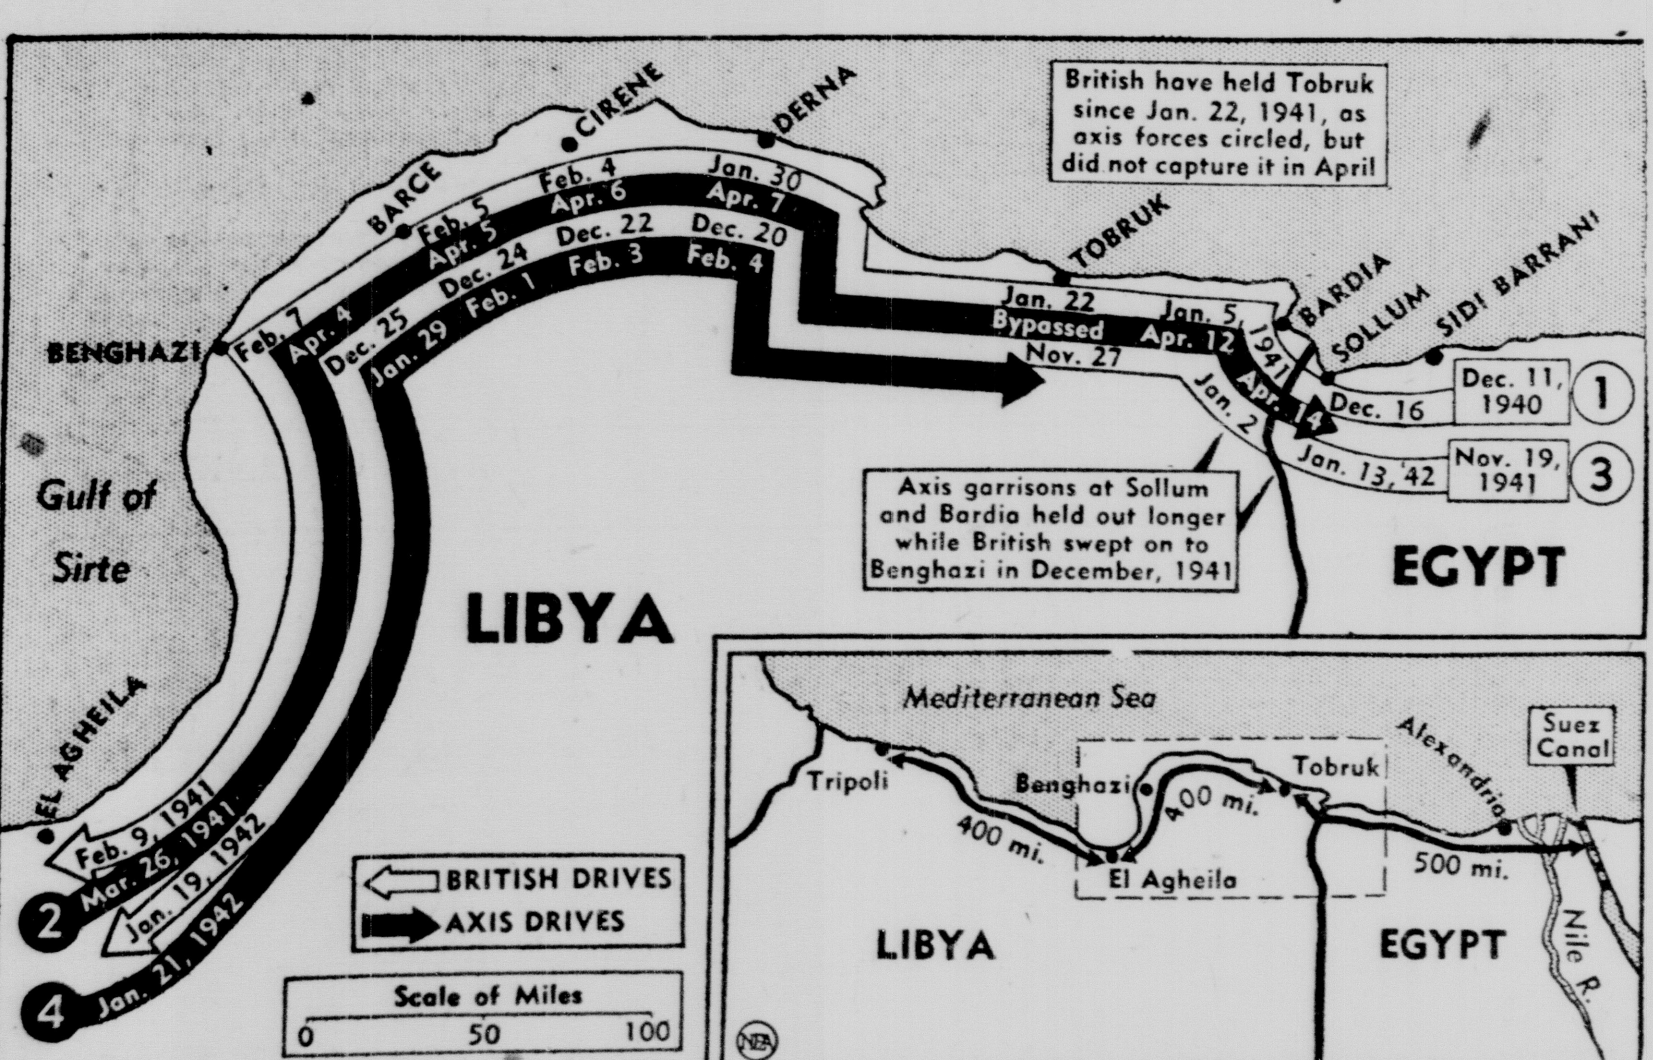 CIRENE
DERNA
BARCE
British have held Tobruk
since Jan. 22, 1941, as
axis forces circled, but
did not capture it in April
TOBRUK
BARDIA
SOLLUM
SIDI BARRANI
BENGHAZI
Feb. 7
Feb. 5
Feb. 4
Jan. 30
Jan. 22
Jan. 5, 1941
Dec. 16
Dec. 11,
1940
1
Apr. 4
Apr. 5
Apr. 6
Apr. 7
Bypassed
Apr. 12
Apr. 14
Dec. 25
Dec. 24
Dec. 22
Dec. 20
Nov. 27
Jan. 2
Jan. 13, '42
Nov. 19,
1941
3
Jan. 29
Feb. 1
Feb. 3
Feb. 4
Gulf of
Sirte
Axis garrisons at Sollum
and Bardia held out longer
while British swept on to
Benghazi in December, 1941
LIBYA
EGYPT
EL AGHEILA
Feb. 9, 1941
2
Mar. 26, 1941
Jan. 19, 1942
4
Jan. 21, 1942
BRITISH DRIVES
AXIS DRIVES
Scale of Miles
0 50 100
Mediterranean Sea
Tripoli
Benghazi
Tobruk
Alexandria
Suez
Canal
400 mi.
400 mi.
500 mi.
El Agheila
LIBYA
EGYPT
Nile R.
NEA